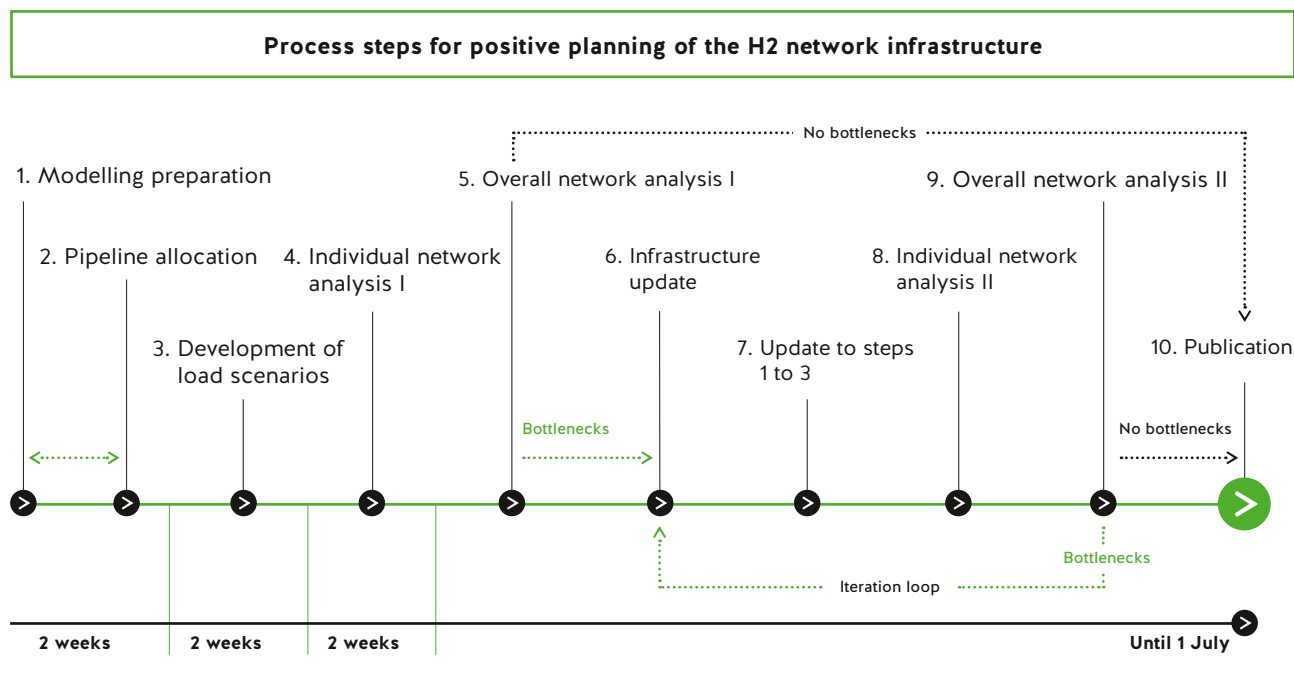 Process steps for positive planning of the H2 network infrastructure
No bottlenecks
1. Modelling preparation
5. Overall network analysis I
9. Overall network analysis II
2. Pipeline allocation
4. Individual network
analysis I
6. Infrastructure
update
8. Individual network
analysis II
3. Development of
load scenarios
7. Update to steps
1 to 3
10. Publication
Bottlenecks
No bottlenecks
Bottlenecks
Iteration loop
2 weeks
2 weeks
2 weeks
Until 1 July